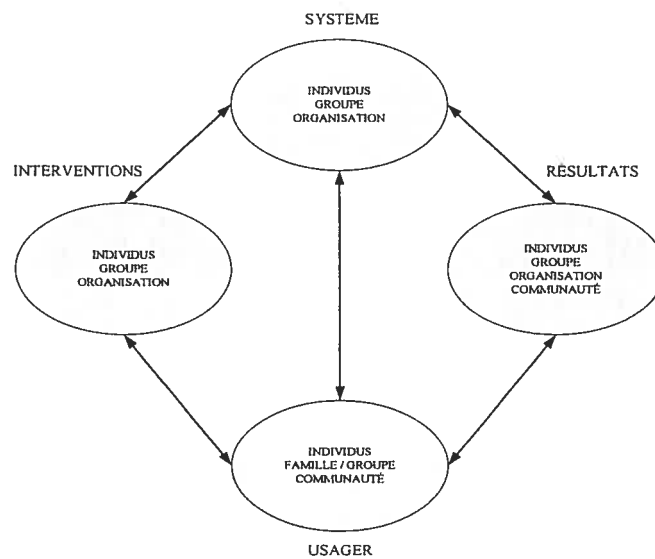 SYSTEME
INDIVIDUS
GROUPE
ORGANISATION
INTERVENTIONS
RÉSULTATS
INDIVIDUS
GROUPE
ORGANISATION
INDIVIDUS
GROUPE
ORGANISATION
COMMUNAUTÉ
INDIVIDUS
FAMILLE / GROUPE
COMMUNAUTÉ
USAGER